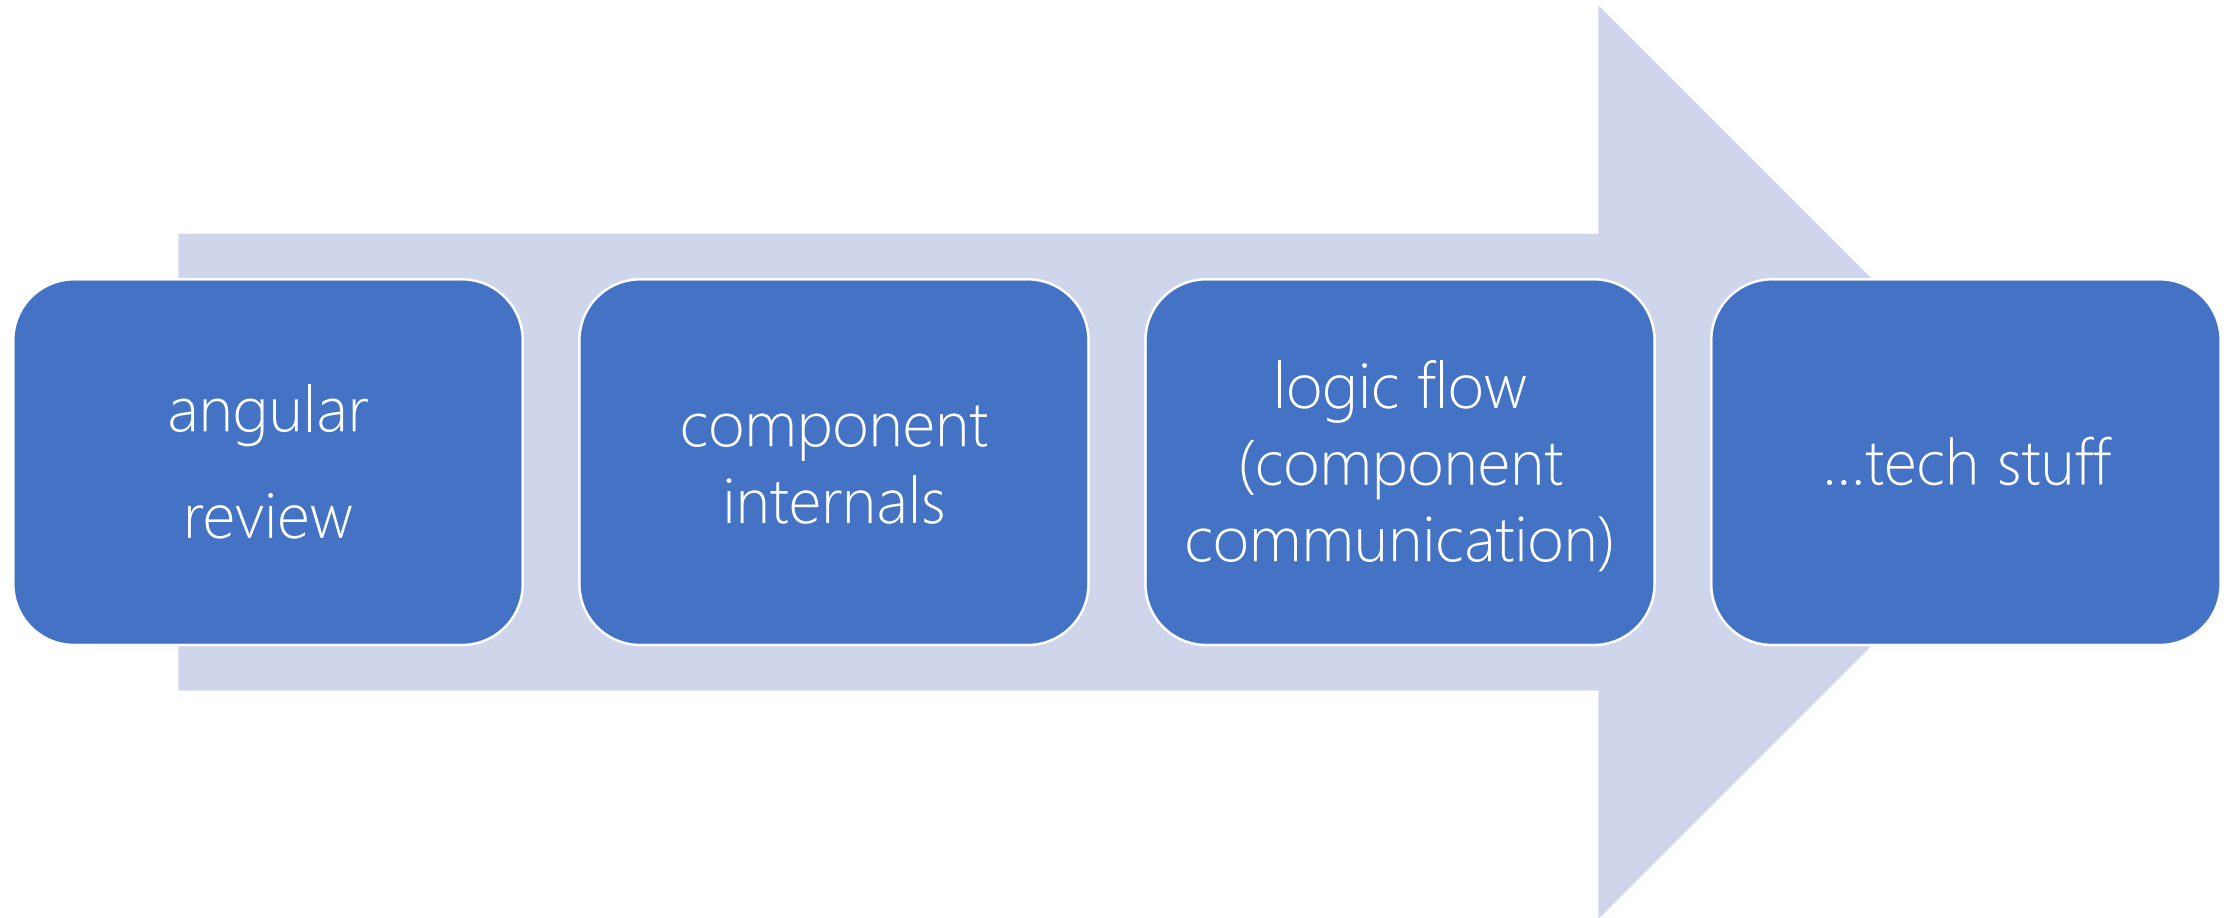 angular
review
component
internals
logic flow
(component
communication)
...tech stuff